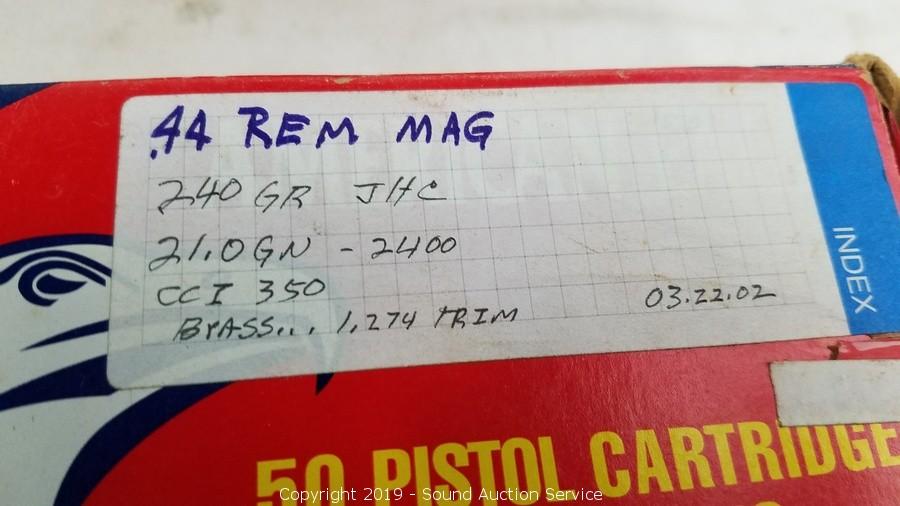 .44 REM MAG
240 GR JHC
21.0 GN - 2400
CCI 350
03.22.02
BRASS... 1.274 TRIM
INDEX
50 PISTOL CARTRIDGE
Copyright 2019 - Sound Auction Service